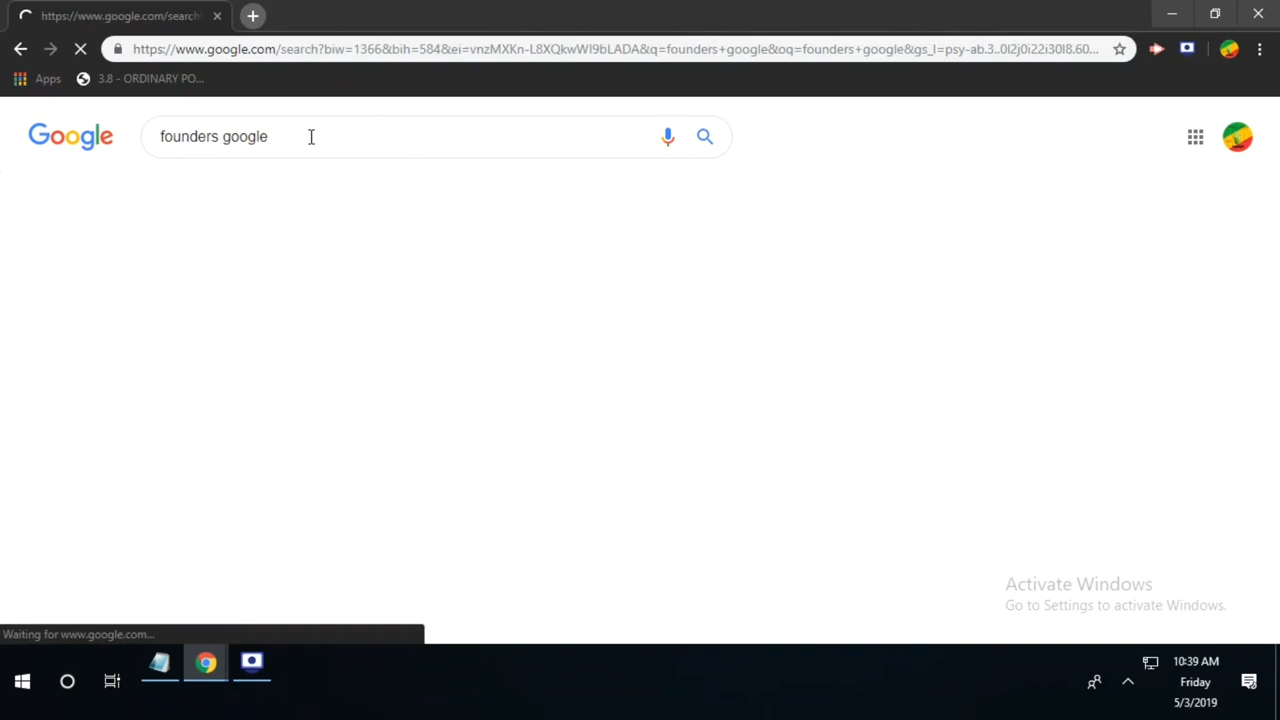 https://www.google.com/search
https://www.google.com/search?biw=1366&bih=584&ei=vnzMXKn-L8XQkwWI9bLADA&q=founders+google&oq=founders+google&gs_l=psy-ab.3..0l2j0i22i30l8.60...
Apps 3.8 - ORDINARY PO...
Google founders google
Activate Windows
Go to Settings to activate Windows.
Waiting for www.google.com...
10:39 AM
Friday
5/3/2019